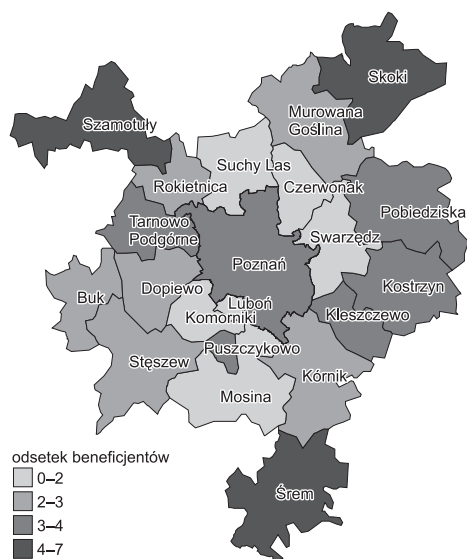 Skoki
Szamotuły
Murowana
Goślina
Suchy Las
Rokietnica
Czerwonak
Pobiedziska
Tarnowo
Podgórne
Swarzędz
Poznań
Kostrzyn
Buk
Dopiewo
Luboń
Komorniki
Kleszczewo
Puszczykowo
Stęszew
Kórnik
Mosina
odsetek beneficjentów
0–2
2–3
3–4
4–7
Śrem